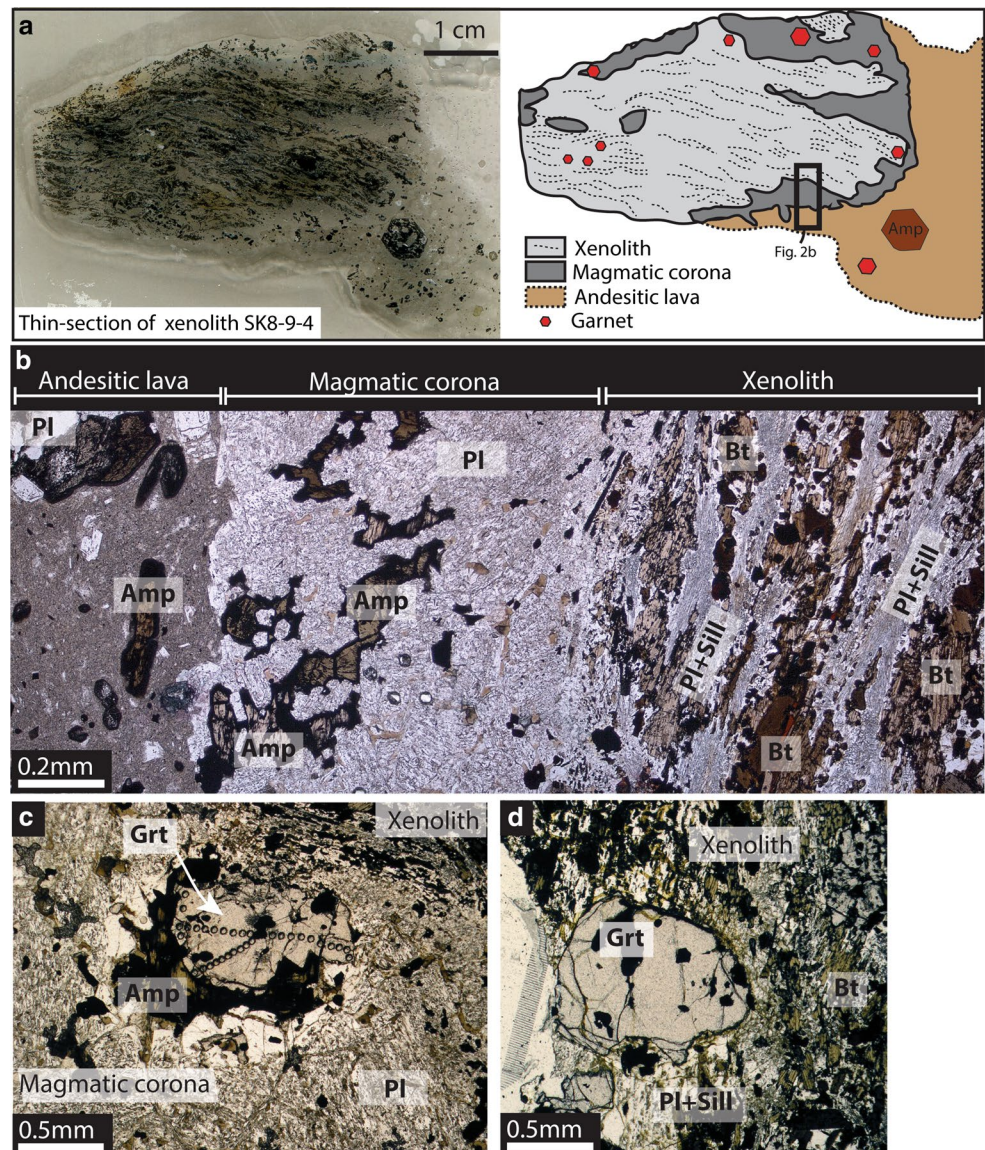 a
1 cm
Thin-section of xenolith SK8-9-4
Amp
Fig. 2b
Xenolith
Magmatic corona
Andesitic lava
Garnet
b
Andesitic lava
Magmatic corona
Xenolith
Pl
Pl
Bt
Amp
Amp
Pl+Sill
Pl+Sill
Bt
Amp
Bt
0.2mm
c
Grt
Xenolith
Amp
Magmatic corona
Pl
0.5mm
d
Xenolith
Grt
Bt
Pl+Sill
0.5mm